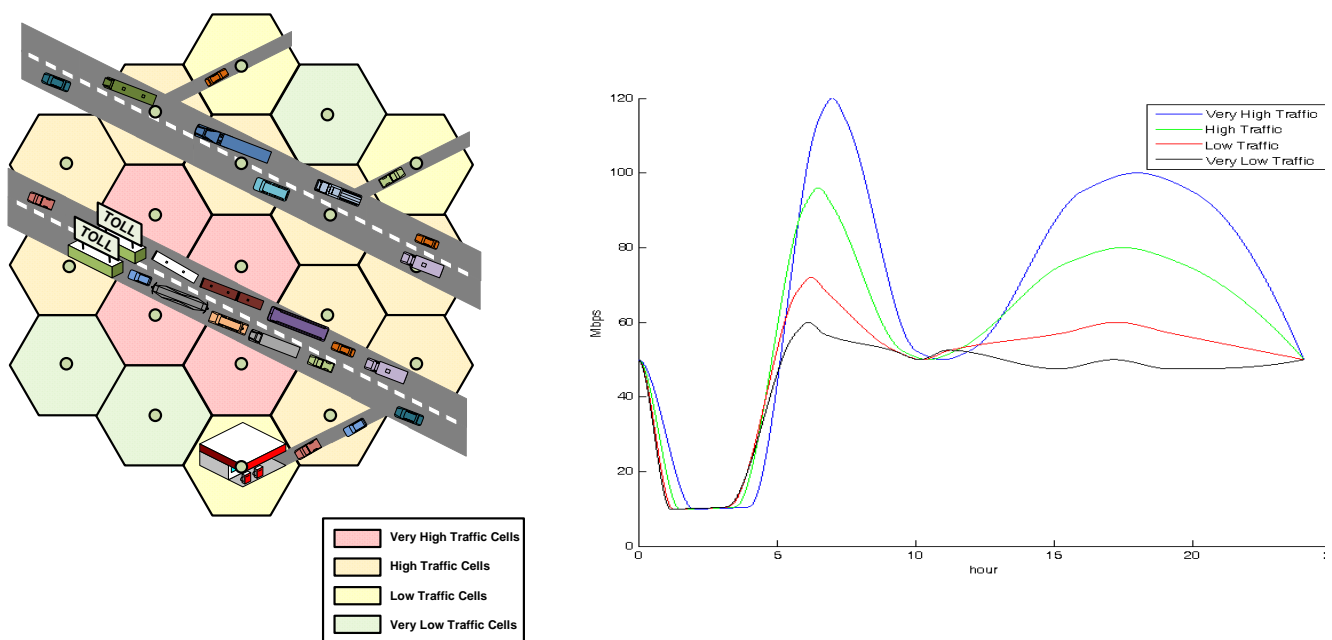 TOLL
TOLL
Very High Traffic Cells
High Traffic Cells
Low Traffic Cells
Very Low Traffic Cells
120
100
80
60
40
20
0
Mbps
0 5 10 15 20 2
hour
Very High Traffic
High Traffic
Low Traffic
Very Low Traffic